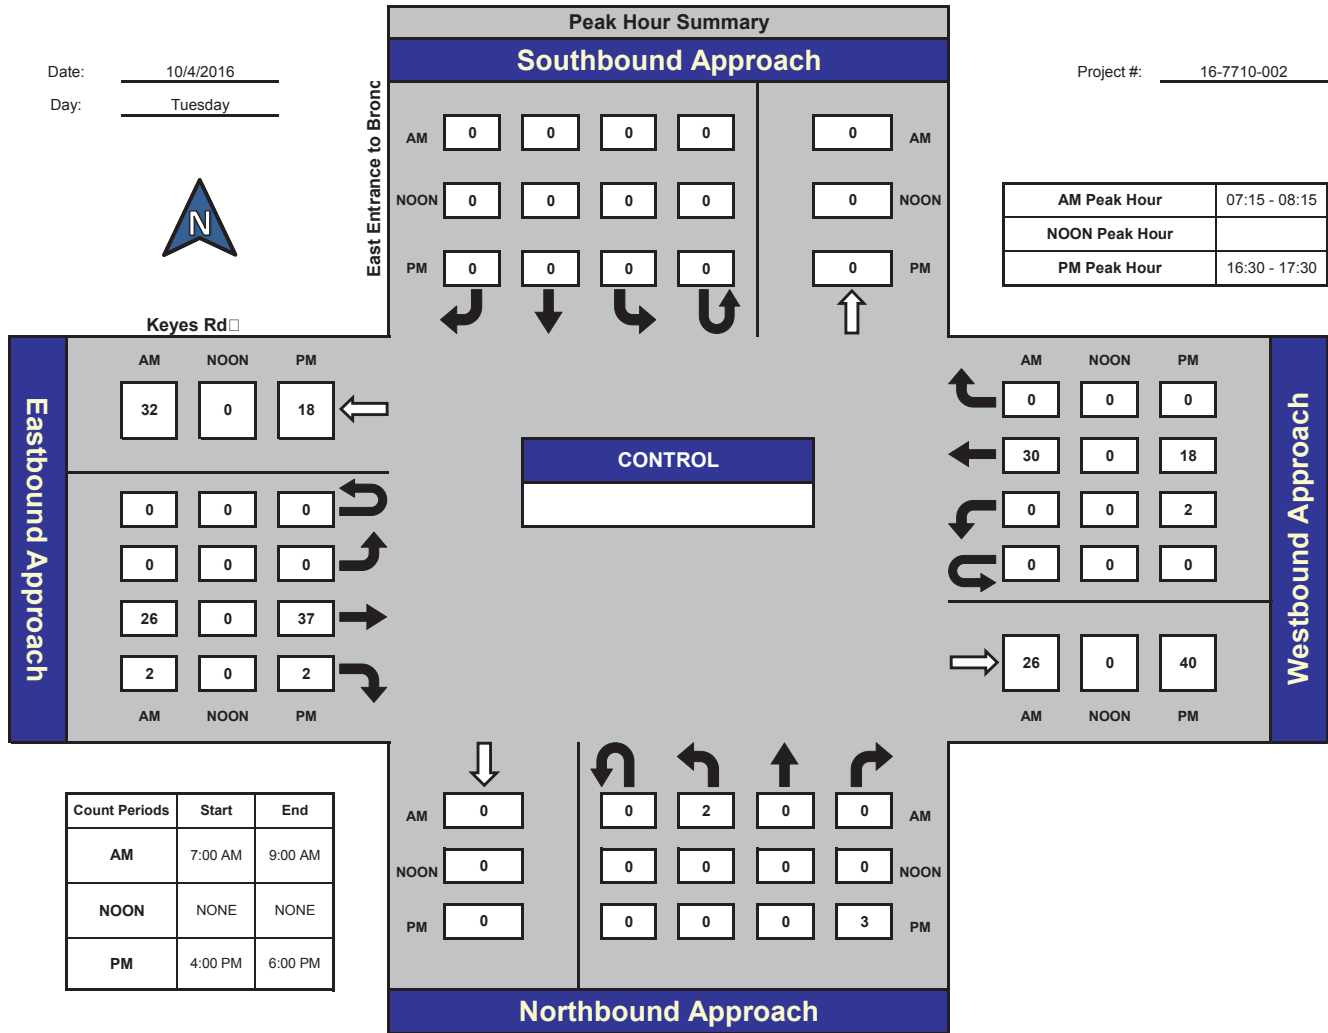 Peak Hour Summary
Southbound Approach
Date: 10/4/2016
Day: Tuesday
Project #: 16-7710-002
East Entrance to Bronc
AM 0 0 0 0 0 AM
NOON 0 0 0 0 0 NOON
PM 0 0 0 0 0 PM
N
AM Peak Hour 07:15 - 08:15
NOON Peak Hour
PM Peak Hour 16:30 - 17:30
Keyes Rd□
Eastbound Approach
AM NOON PM
32 0 18
0 0 0
0 0 0
26 0 37
2 0 2
AM NOON PM
CONTROL
AM NOON PM
0 0 0
30 0 18
0 0 2
0 0 0
26 0 40
AM NOON PM
Westbound Approach
Count Periods Start End
AM 7:00 AM 9:00 AM
NOON NONE NONE
PM 4:00 PM 6:00 PM
AM 0 0 2 0 0 AM
NOON 0 0 0 0 0 NOON
PM 0 0 0 0 3 PM
Northbound Approach